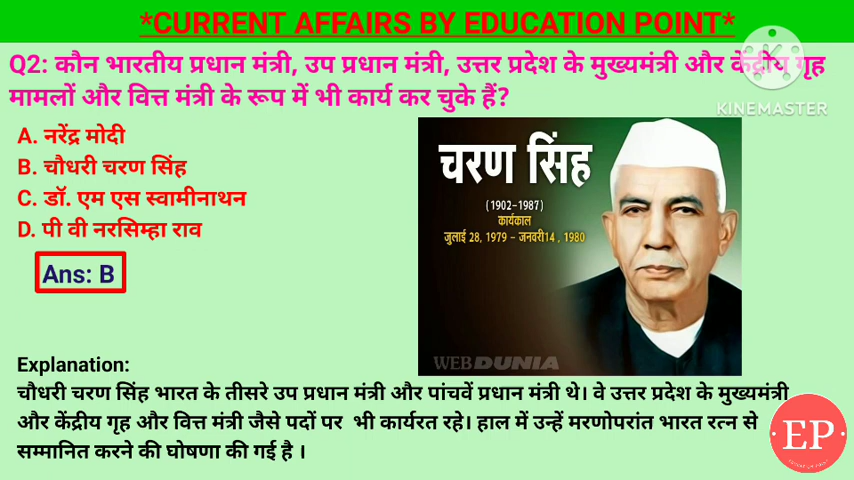 *CURRENT AFFAIRS BY EDUCATION POINT*
Q2: कौन भारतीय प्रधान मंत्री, उप प्रधान मंत्री, उत्तर प्रदेश के मुख्यमंत्री और केंद्रीय गृह
मामलों और वित्त मंत्री के रूप में भी कार्य कर चुके हैं?
KINEMASTER
A. नरेंद्र मोदी
B. चौधरी चरण सिंह
C. डॉ. एम एस स्वामीनाथन
D. पी वी नरसिम्हा राव
Ans: B
चरण सिंह
(1902-1987)
कार्यकाल
जुलाई 28, 1979 - जनवरी14, 1980
WEBDUNIA
Explanation:
चौधरी चरण सिंह भारत के तीसरे उप प्रधान मंत्री और पांचवें प्रधान मंत्री थे। वे उत्तर प्रदेश के मुख्यमंत्री
और केंद्रीय गृह और वित्त मंत्री जैसे पदों पर भी कार्यरत रहे। हाल में उन्हें मरणोपरांत भारत रत्न से
सम्मानित करने की घोषणा की गई है ।
EP